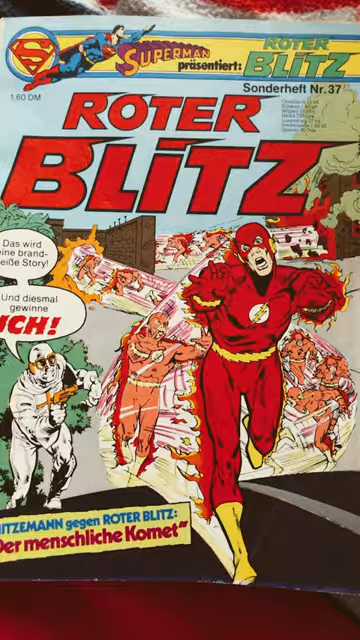 SUPERMAN
präsentiert:
ROTER
BLITZ
Sonderheft Nr. 37
1,60 DM
ROTER
BLITZ
Das wird
eine brand-
heiße Story!
Und diesmal
gewinne
ICH!
HITZEMANN gegen ROTER BLITZ:
"Der menschliche Komet"